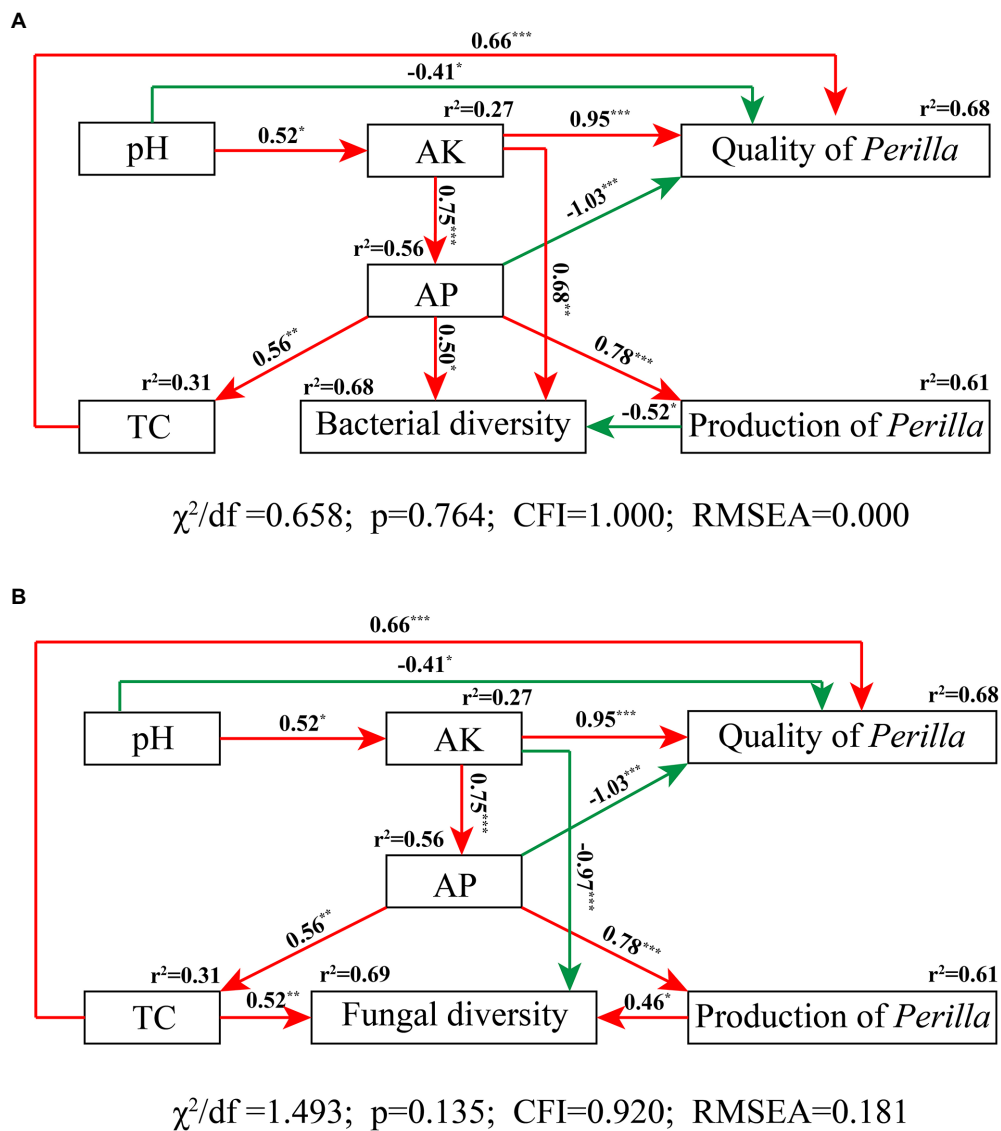 A
0.66***
-0.41*
r²=0.27
r²=0.68
pH
0.52*
AK
0.95***
Quality of Perilla
0.75***
-1.03***
r²=0.56
AP
0.68**
0.56**
0.50*
0.78***
r²=0.31
r²=0.68
r²=0.61
TC
Bacterial diversity
-0.52*
Production of Perilla
χ²/df =0.658; p=0.764; CFI=1.000; RMSEA=0.000
B
0.66***
-0.41*
r²=0.27
r²=0.68
pH
0.52*
AK
0.95***
Quality of Perilla
0.75***
-1.03***
r²=0.56
AP
-0.97***
0.56**
0.78***
r²=0.31
r²=0.69
r²=0.61
TC
0.52**
Fungal diversity
0.46*
Production of Perilla
χ²/df =1.493; p=0.135; CFI=0.920; RMSEA=0.181